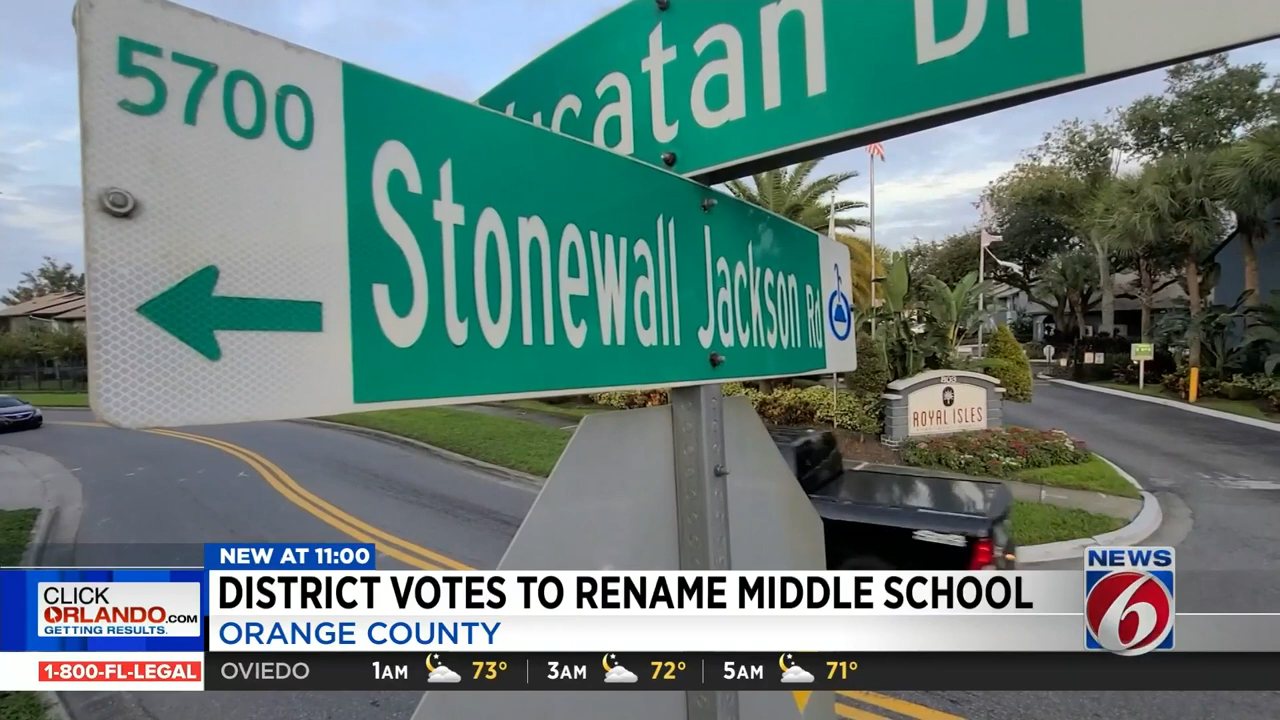 5700
Stonewall Jackson Rd
ucatan Dr
803
ROYAL ISLES
NEW AT 11:00
DISTRICT VOTES TO RENAME MIDDLE SCHOOL
ORANGE COUNTY
CLICK
ORLANDO.COM
GETTING RESULTS.
NEWS
6
1-800-FL-LEGAL
OVIEDO 1AM 73° 3AM 72° 5AM 71°